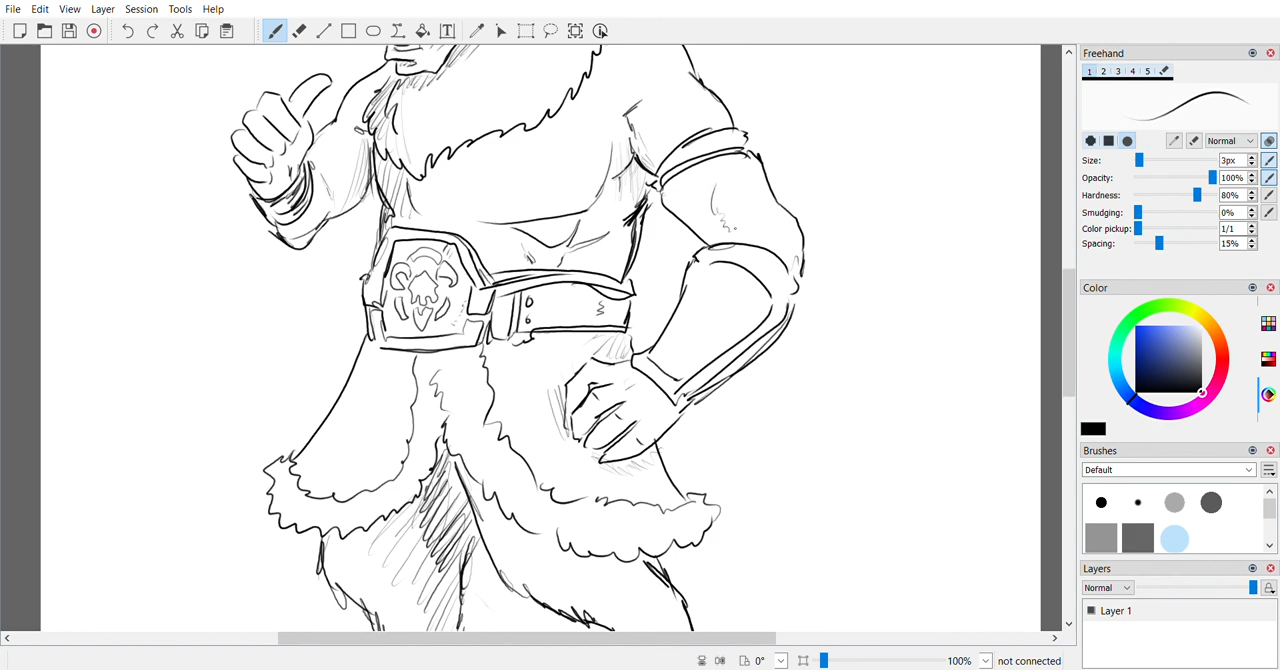 File Edit View Layer Session Tools Help
Freehand
1 2 3 4 5
Normal
Size: 3px
Opacity: 100%
Hardness: 80%
Smudging: 0%
Color pickup: 1/1
Spacing: 15%
Color
Brushes
Default
Layers
Normal
Layer 1
0° 100% not connected